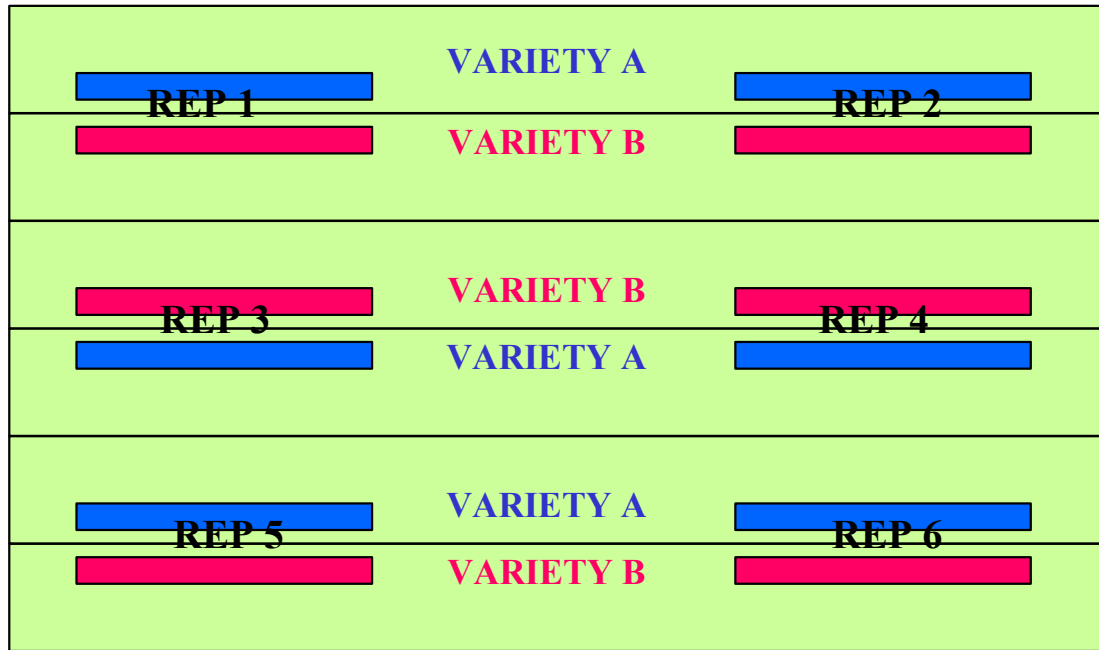 VARIETY A
REP 1 REP 2
VARIETY B
VARIETY B
REP 3 REP 4
VARIETY A
VARIETY A
REP 5 REP 6
VARIETY B